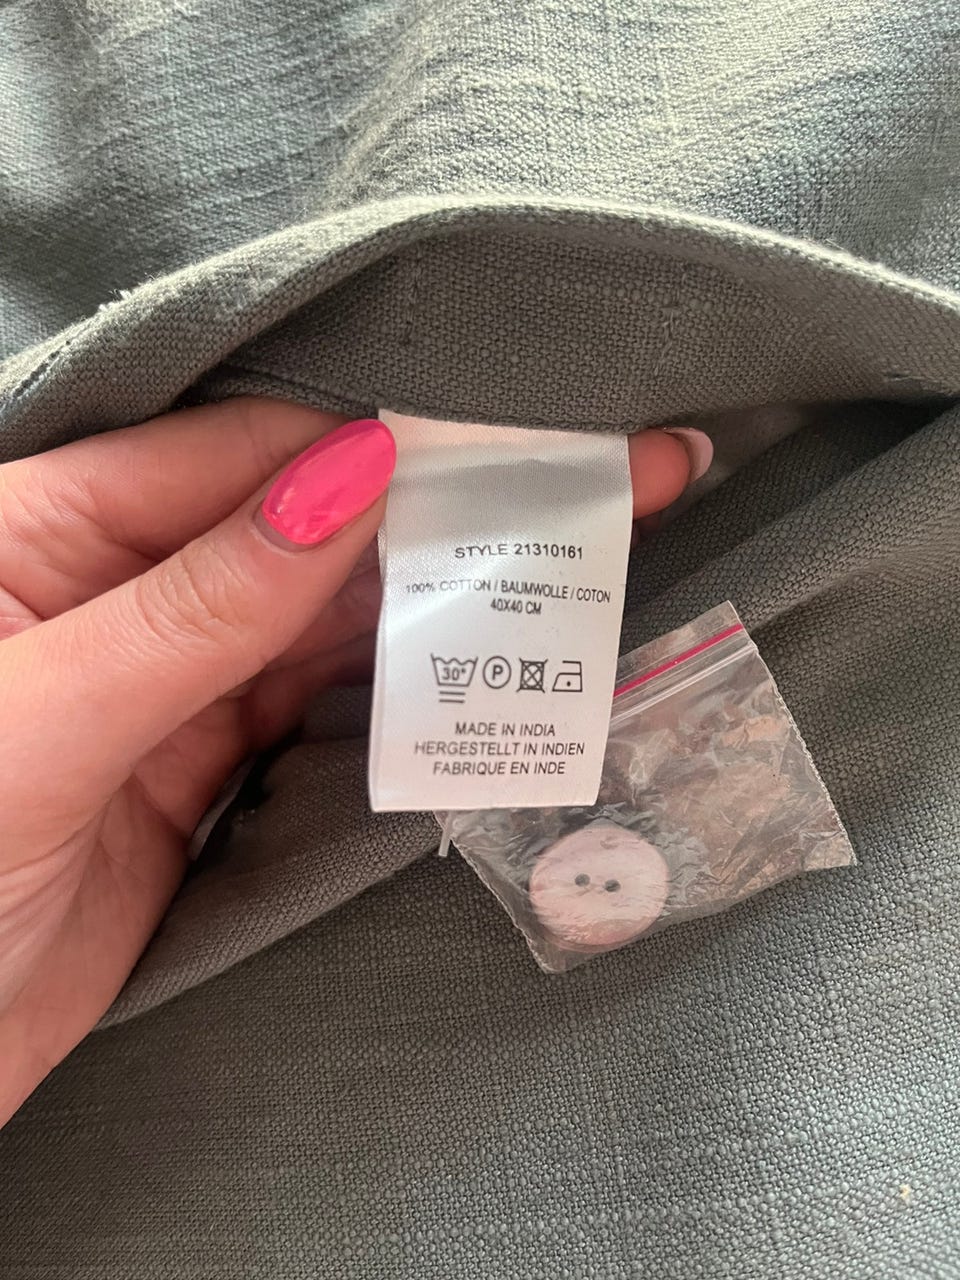 STYLE 21310161
100% COTTON / BAUMWOLLE / COTON
40X40 CM
30°
P
MADE IN INDIA
HERGESTELLT IN INDIEN
FABRIQUE EN INDE